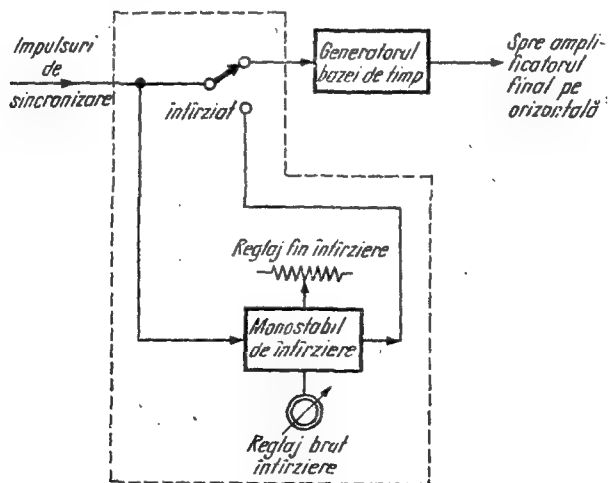 Impulsuri
de
sincronizare
întîrziat
Generatorul
bazei de timp
Spre ampli-
ficatorul
final pe
orizontală
Reglaj fin întîrziere
Monostabil
de întîrziere
Reglaj brut
întîrziere